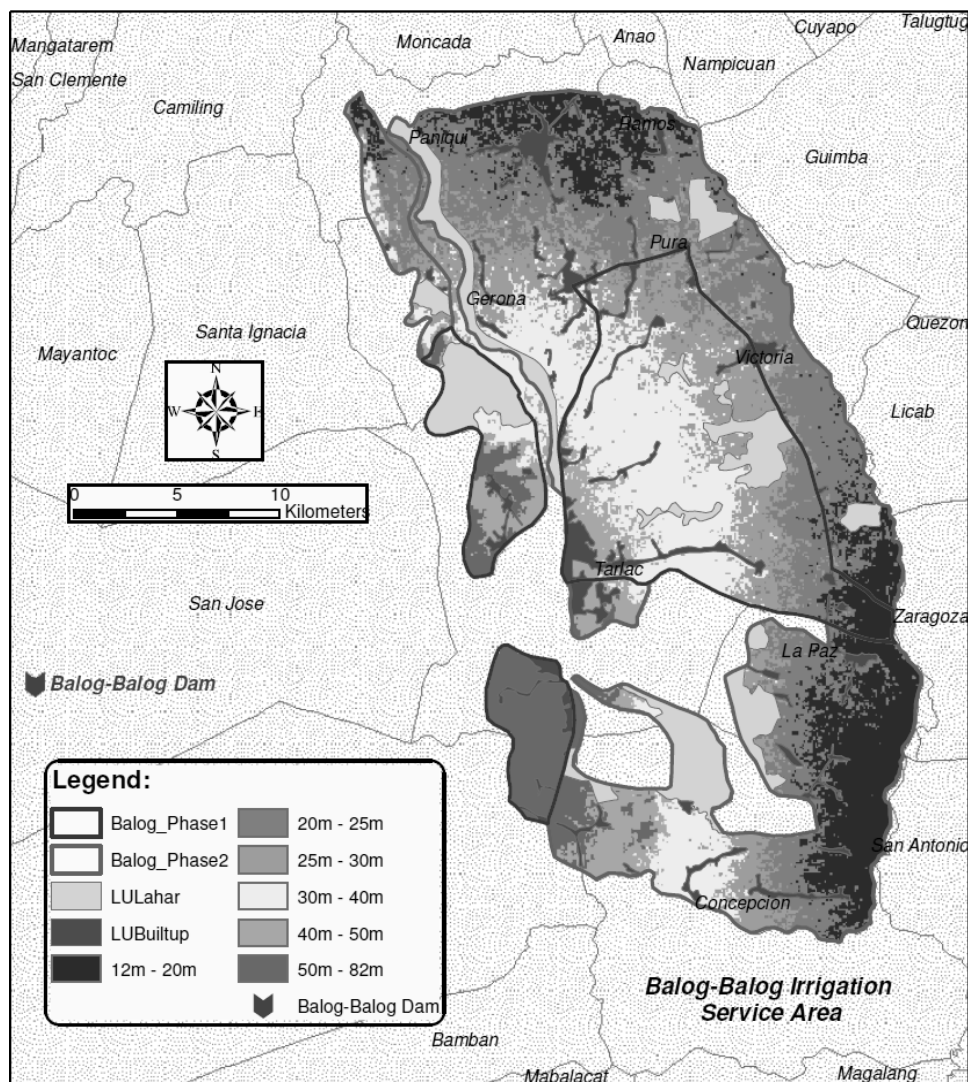 Talugtug
Cuyapo
Anao
Moncada
Mangatarem
Nampicuan
San Clemente
Camiling
Ramos
Paniqui
Guimba
Pura
Gerona
Quezon
Santa Ignacia
Mayantoc
Victoria
N
W E
S
Licab
0 5 10
Kilometers
Tarlac
San Jose
Zaragoza
La Paz
Balog-Balog Dam
Legend:
Balog_Phase1
20m - 25m
Balog_Phase2
25m - 30m
LULahar
30m - 40m
LUBuiltup
40m - 50m
12m - 20m
50m - 82m
Balog-Balog Dam
San Antonio
Concepcion
Balog-Balog Irrigation
Service Area
Bamban
Mabalacat
Magalang